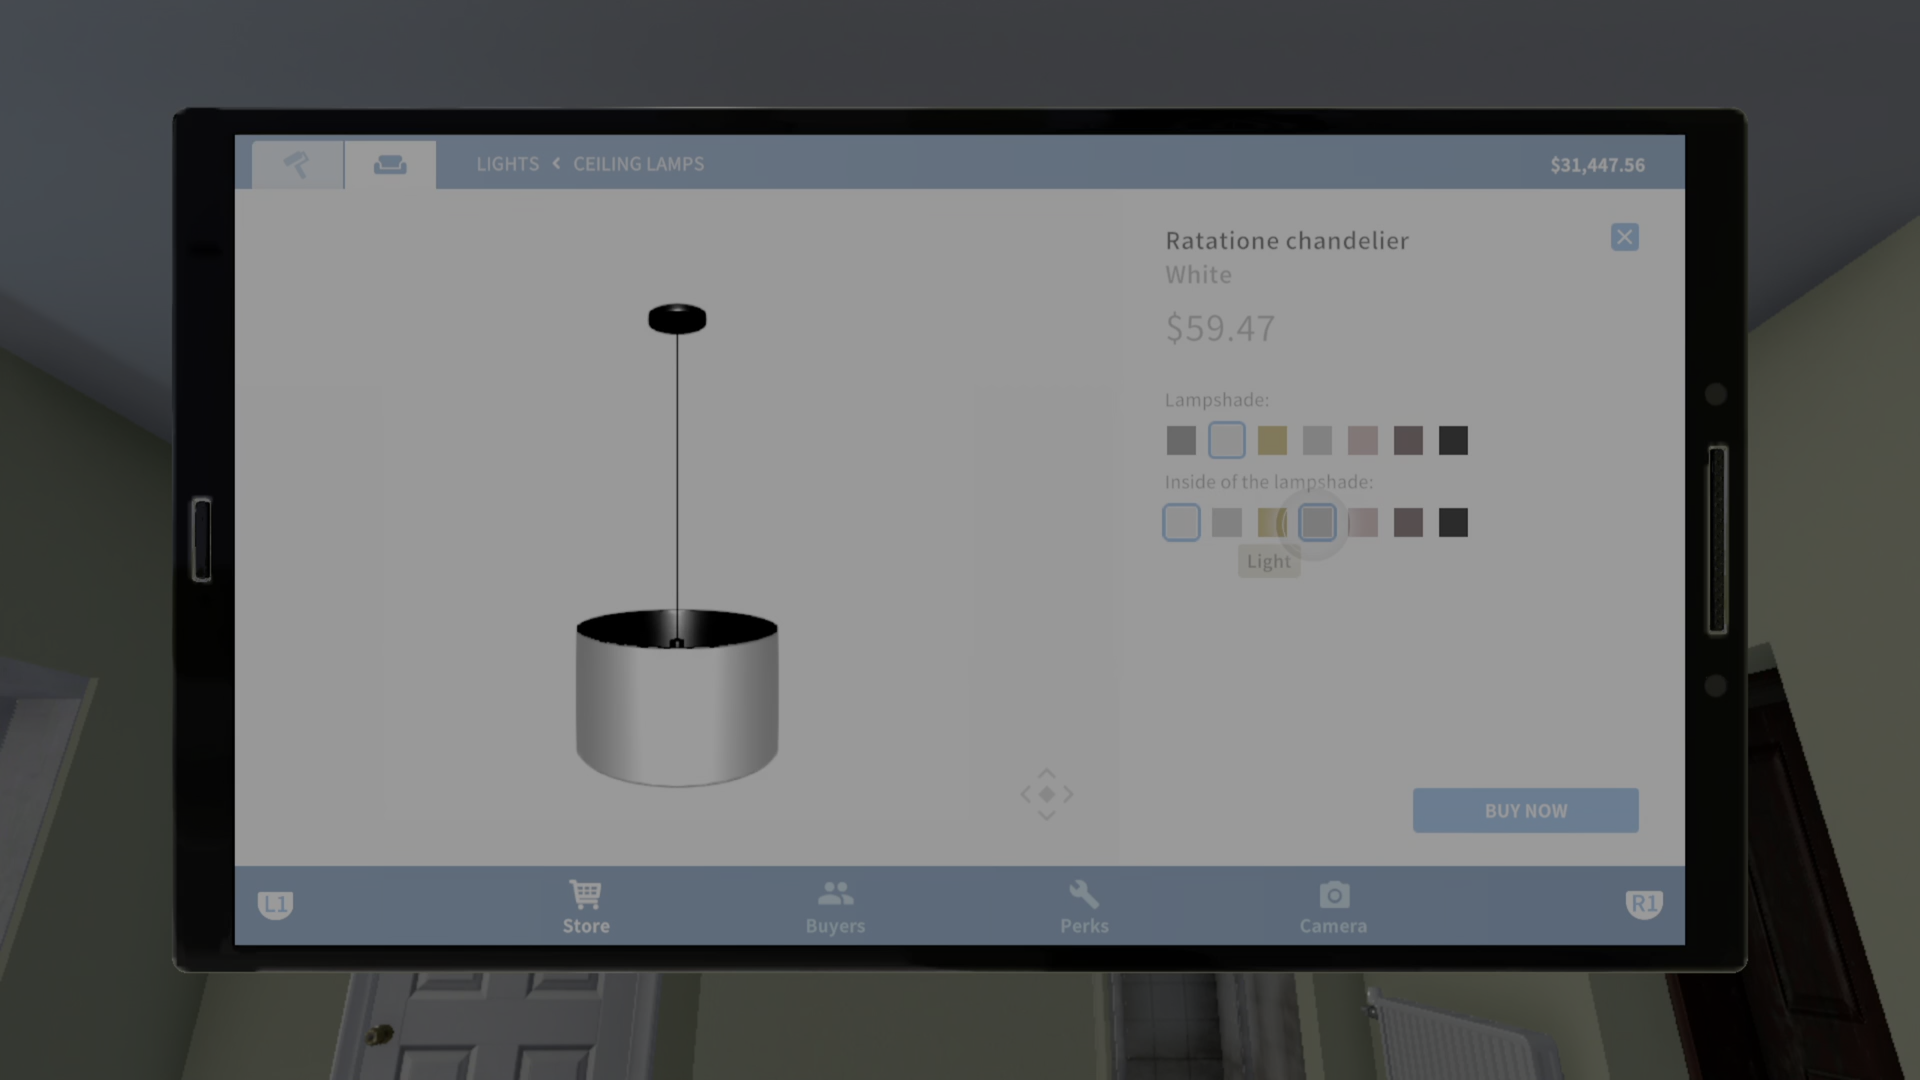 LIGHTS < CEILING LAMPS
$31,447.56
Ratatione chandelier
White
$59.47
Lampshade:
Inside of the lampshade:
Light
BUY NOW
L1
Store
Buyers
Perks
Camera
R1